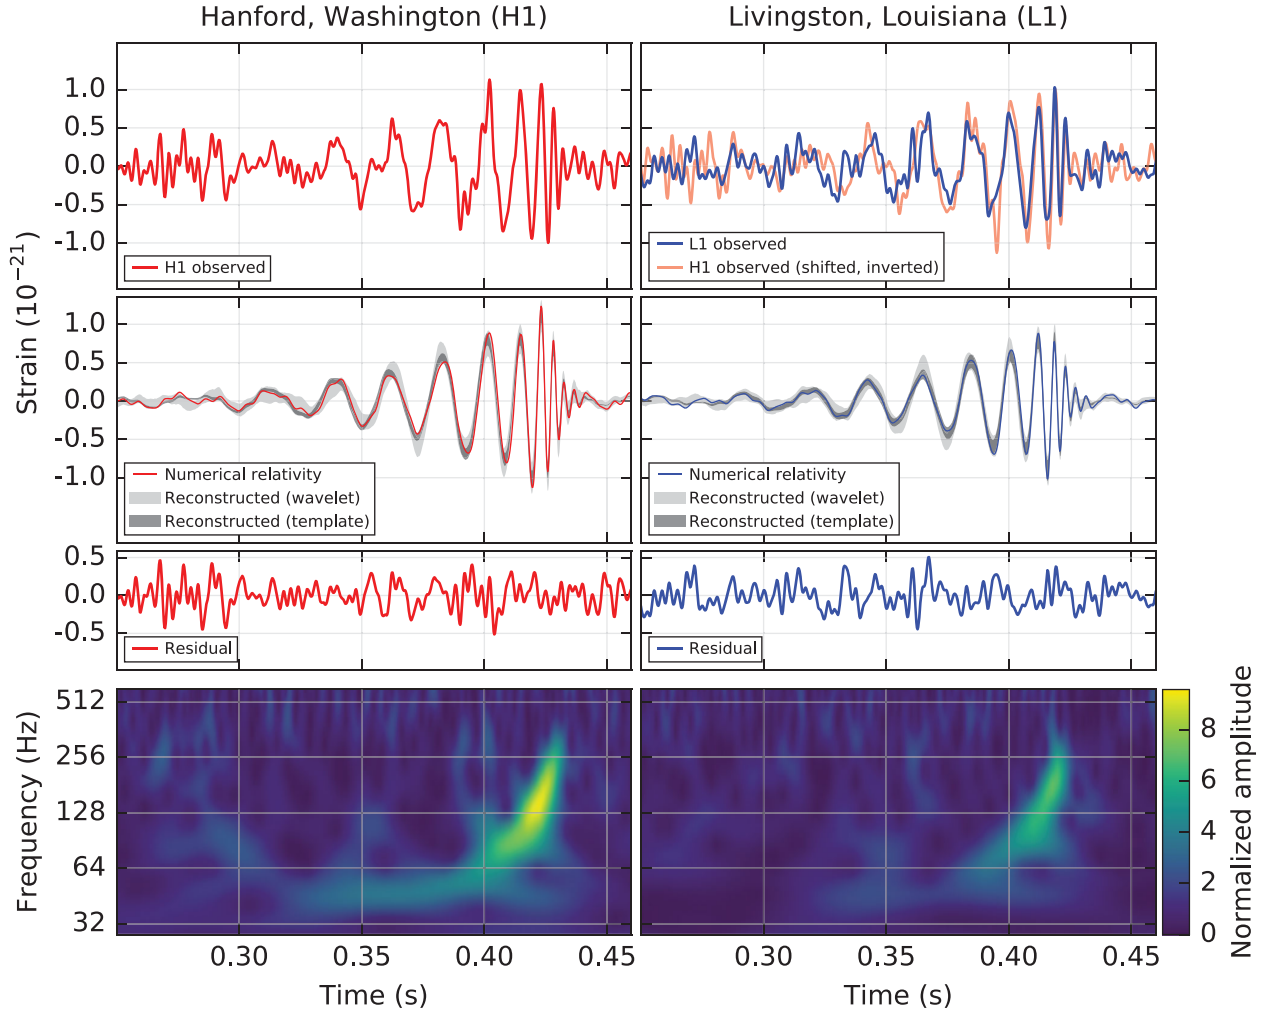 Hanford, Washington (H1)
Livingston, Louisiana (L1)
Strain (10⁻²¹)
1.0
0.5
0.0
-0.5
-1.0
H1 observed
L1 observed
H1 observed (shifted, inverted)
1.0
0.5
0.0
-0.5
-1.0
Numerical relativity
Reconstructed (wavelet)
Reconstructed (template)
Numerical relativity
Reconstructed (wavelet)
Reconstructed (template)
0.5
0.0
-0.5
Residual
Residual
Frequency (Hz)
512
256
128
64
32
0.30 0.35 0.40 0.45
Time (s)
0.30 0.35 0.40 0.45
Time (s)
8
6
4
2
0
Normalized amplitude